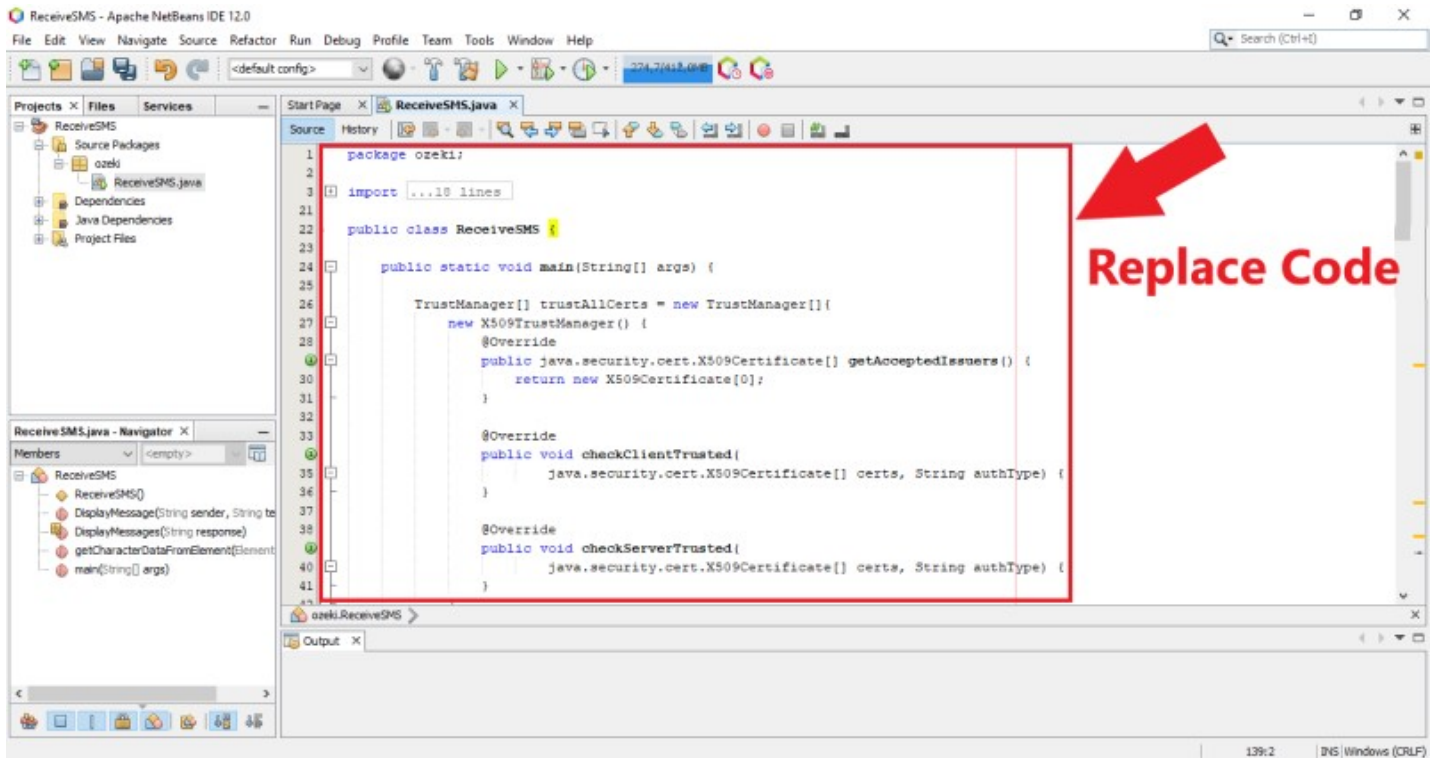 ReceiveSMS - Apache NetBeans IDE 12.0
File Edit View Navigate Source Refactor Run Debug Profile Team Tools Window Help
Search (Ctrl+I)
<default config>
274,7/412,0MB
Projects Files Services
Start Page ReceiveSMS.java
ReceiveSMS
Source Packages
ozeki
ReceiveSMS.java
Dependencies
Java Dependencies
Project Files
Source History
1 package ozeki;
2
3 import ...18 lines
21
22 public class ReceiveSMS {
23
24 public static void main(String[] args) {
25
26 TrustManager[] trustAllCerts = new TrustManager[]{
27 new X509TrustManager() {
28 @Override
public java.security.cert.X509Certificate[] getAcceptedIssuers() {
30 return new X509Certificate[0];
31 }
32
33 @Override
public void checkClientTrusted(
35 java.security.cert.X509Certificate[] certs, String authType) {
36 }
37
38 @Override
public void checkServerTrusted(
40 java.security.cert.X509Certificate[] certs, String authType) {
41 }
Replace Code
ReceiveSMS.java - Navigator
Members <empty>
ReceiveSMS
ReceiveSMS()
DisplayMessage(String sender, String te
DisplayMessages(String response)
getCharacterDataFromElement(Element
main(String[] args)
ozeki.ReceiveSMS
Output
139:2 INS Windows (CRLF)